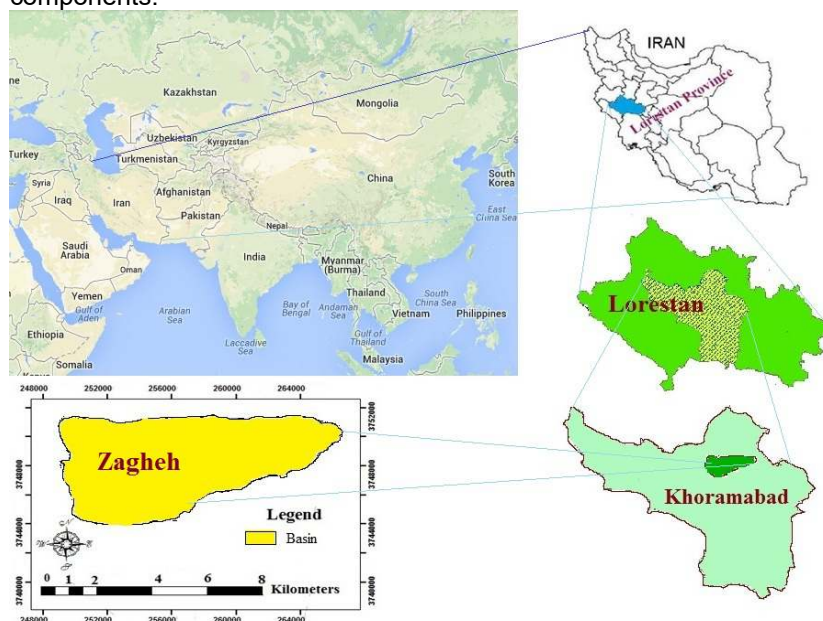 components.
IRAN
Lorestan Province
Kazakhstan
Mongolia
Uzbekistan
Kyrgyzstan
Turkey
Turkmenistan
Syria
Iraq
Iran
Afghanistan
Pakistan
China
South
Korea
East
China Sea
Nepal
Saudi
Arabia
Oman
India
Myanmar
(Burma)
Yemen
Gulf of
Aden
Arabian
Sea
Bay of
Bengal
Andaman
Sea
Thailand
Gulf of
Thailand
Vietnam
South
China Sea
Philippines
Ethiopia
Somalia
Laccadive
Sea
Malaysia
Lorestan
Khoramabad
248000 252000 256000 260000 264000
3752000
3748000
3744000
3740000
3748000
3744000
3740000
Zagheh
Legend
Basin
0 1 2 4 6 8
Kilometers
248000 252000 256000 260000 264000